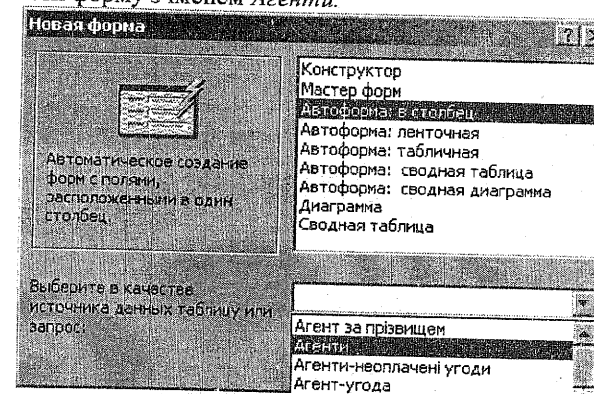 форму з іменем Агенти.
Новая форма
Конструктор
Мастер форм
Автоформа: в столбец
Автоформа: ленточная
Автоформа: табличная
Автоформа: сводная таблица
Автоформа: сводная диаграмма
Диаграмма
Сводная таблица
Автоматическое создание
форм с полями,
расположенными в один
столбец.
Выберите в качестве
источника данных таблицу или
запрос:
Агент за прізвищем
Агенти
Агенти-неоплачені угоди
Агент-угода